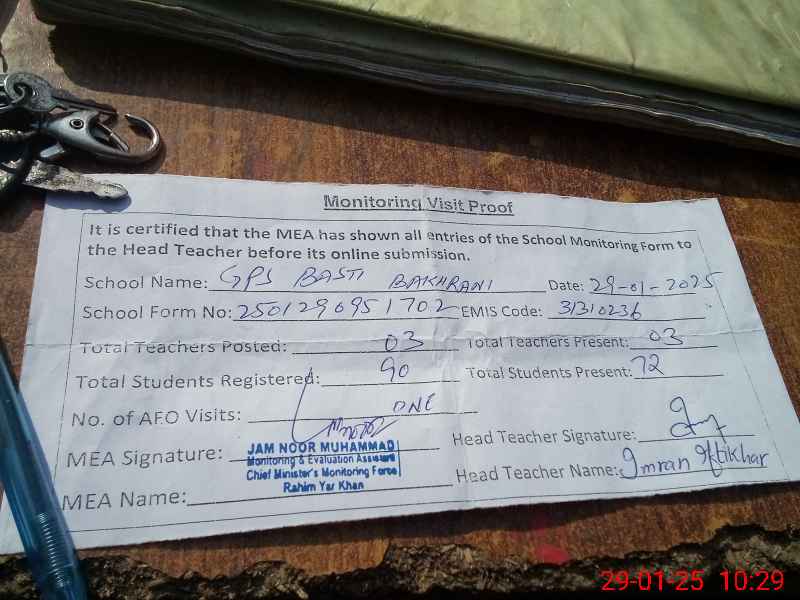 Monitoring Visit Proof
It is certified that the MEA has shown all entries of the School Monitoring Form to
the Head Teacher before its online submission.
School Name: GPS BASTI BAKHRANI Date: 29-01-2025
School Form No: 2501290951702 EMIS Code: 31310236
Total Teachers Posted: 03 Total Teachers Present: 03
Total Students Registered: 90 Total Students Present: 72
No. of AEO Visits: ONE
MEA Signature: Head Teacher Signature:
JAM NOOR MUHAMMAD
Monitoring & Evaluation Assistant
Chief Minister's Monitoring Force
Rahim Yar Khan
Head Teacher Name: Imran Iftikhar
MEA Name:
29-01-25 10:29